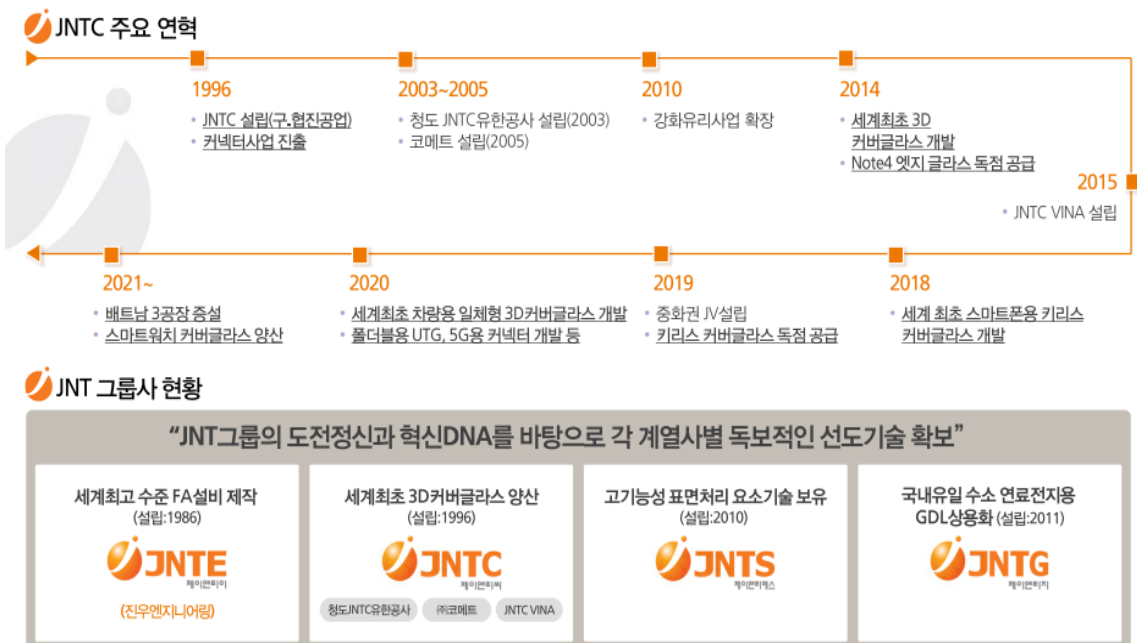 JNTC 주요 연혁
1996
• JNTC 설립(구.협진공업)
• 커넥터사업 진출
2003~2005
• 청도 JNTC유한공사 설립(2003)
• 코메트 설립(2005)
2010
• 강화유리사업 확장
2014
• 세계최초 3D
커버글라스 개발
• Note4 엣지 글라스 독점 공급
2015
• JNTC VINA 설립
2021~
• 배트남 3공장 증설
• 스마트워치 커버글라스 양산
2020
• 세계최초 차량용 일체형 3D커버글라스 개발
• 폴더블용 UTG, 5G용 커넥터 개발 등
2019
• 중화권 JV설립
• 키리스 커버글라스 독점 공급
2018
• 세계 최초 스마트폰용 키리스
커버글라스 개발
JNT 그룹사 현황
“JNT그룹의 도전정신과 혁신DNA를 바탕으로 각 계열사별 독보적인 선도기술 확보”
세계최고 수준 FA설비 제작
(설립:1986)
JNTE
제이앤티이
(진우엔지니어링)
세계최초 3D커버글라스 양산
(설립:1996)
JNTC
제이앤티씨
청도JNTC유한공사
㈜코메트
JNTC VINA
고기능성 표면처리 요소기술 보유
(설립:2010)
JNTS
제이앤티에스
국내유일 수소 연료전지용
GDL상용화 (설립:2011)
JNTG
제이앤티지